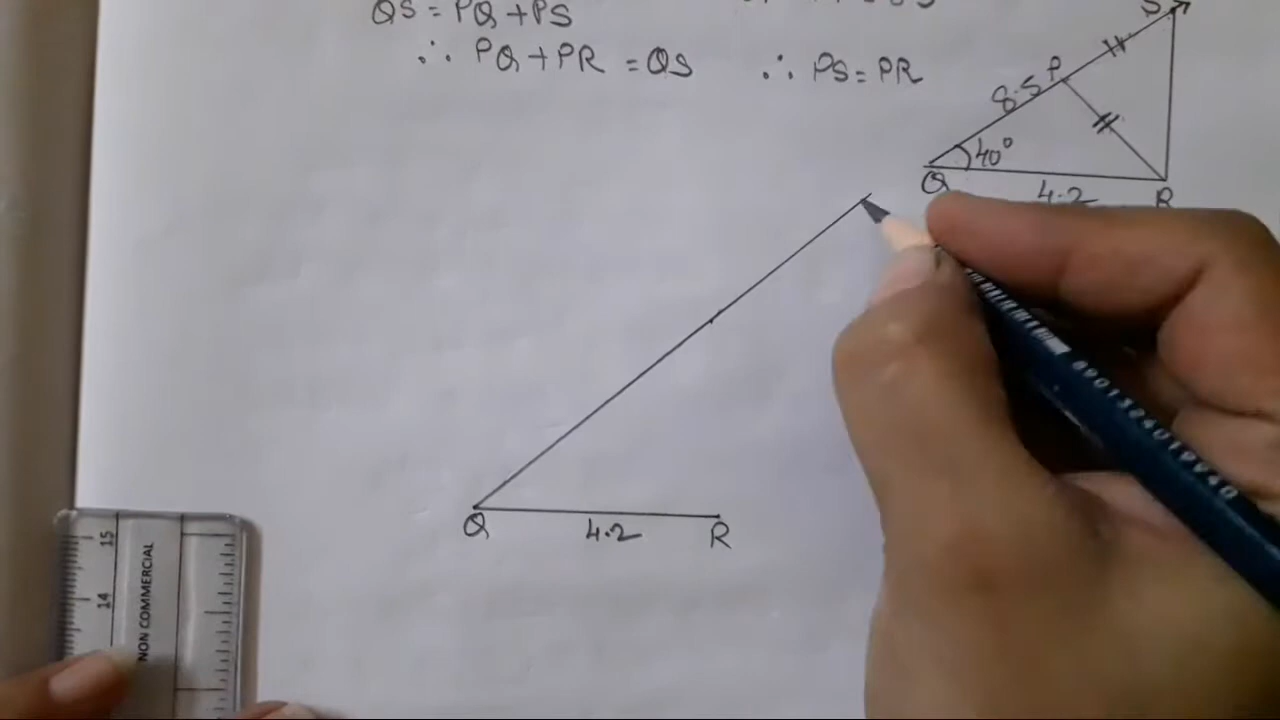 QS = PQ + PS
∴ PQ + PR = QS ∴ PS = PR
S
P
8.5
40°
Q
4.2
R
Q
4.2
R
15
14
NON COMMERCIAL
8901324019940